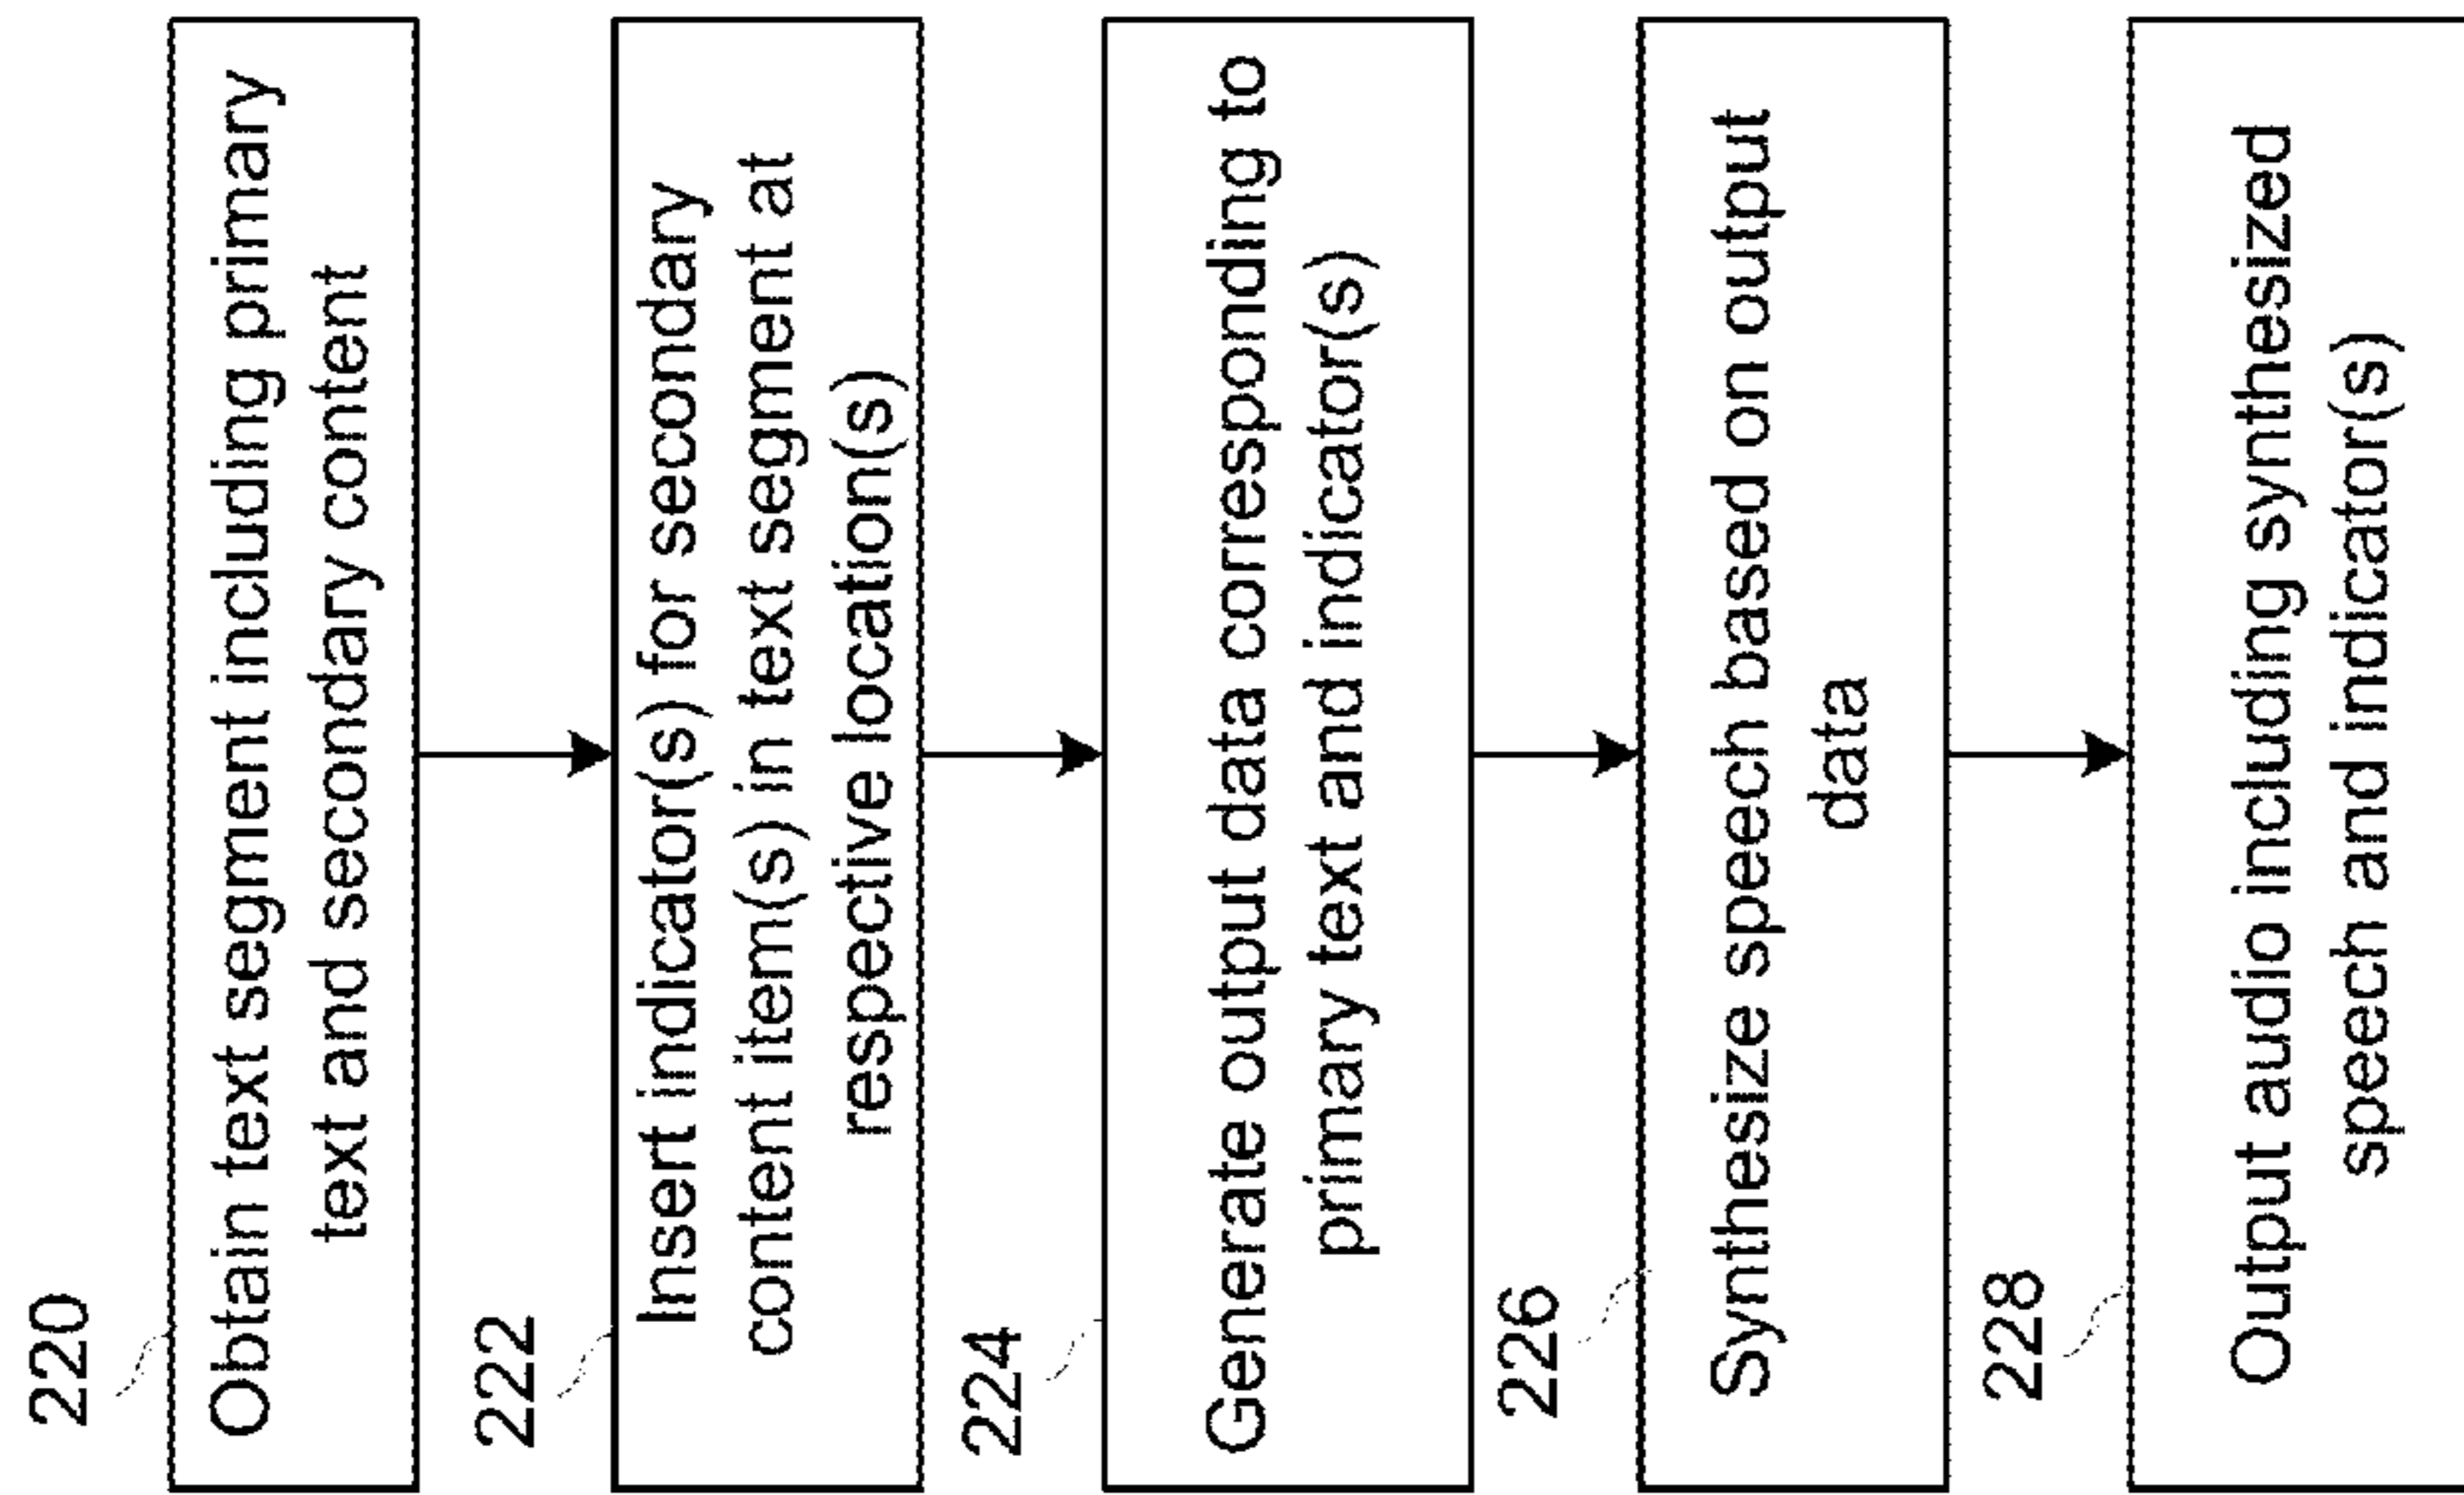 220
Obtain text segment including primary
text and secondary content
222
Insert indicator(s) for secondary
content item(s) in text segment at
respective location(s)
224
Generate output data corresponding to
primary text and indicator(s)
226
Synthesize speech based on output
data
228
Output audio including synthesized
speech and indicator(s)